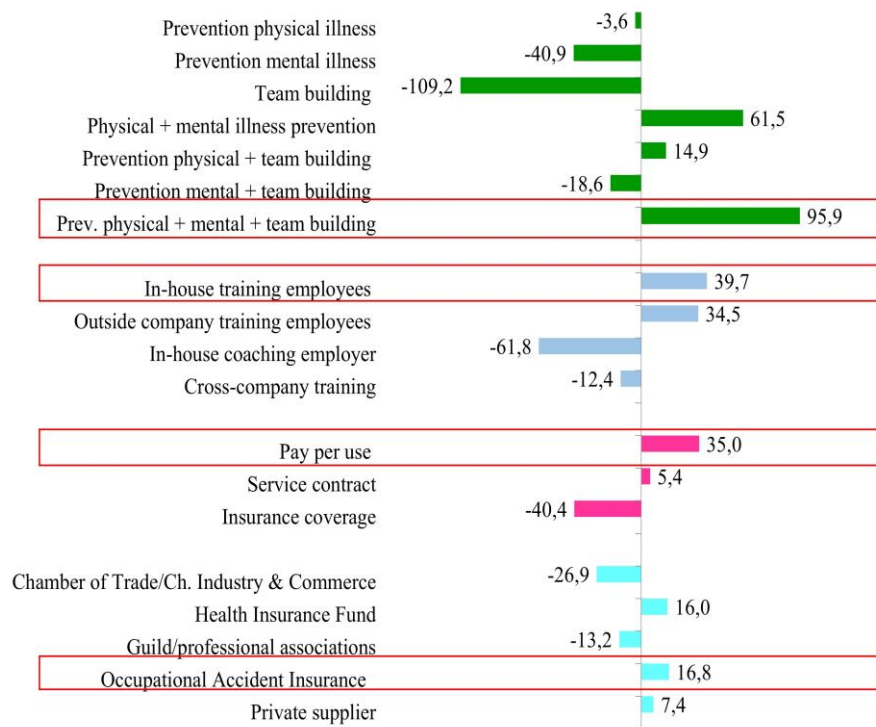 Prevention physical illness -3,6
Prevention mental illness -40,9
Team building -109,2
Physical + mental illness prevention 61,5
Prevention physical + team building 14,9
Prevention mental + team building -18,6
Prev. physical + mental + team building 95,9
In-house training employees 39,7
Outside company training employees 34,5
In-house coaching employer -61,8
Cross-company training -12,4
Pay per use 35,0
Service contract 5,4
Insurance coverage -40,4
Chamber of Trade/Ch. Industry & Commerce -26,9
Health Insurance Fund 16,0
Guild/professional associations -13,2
Occupational Accident Insurance 16,8
Private supplier 7,4